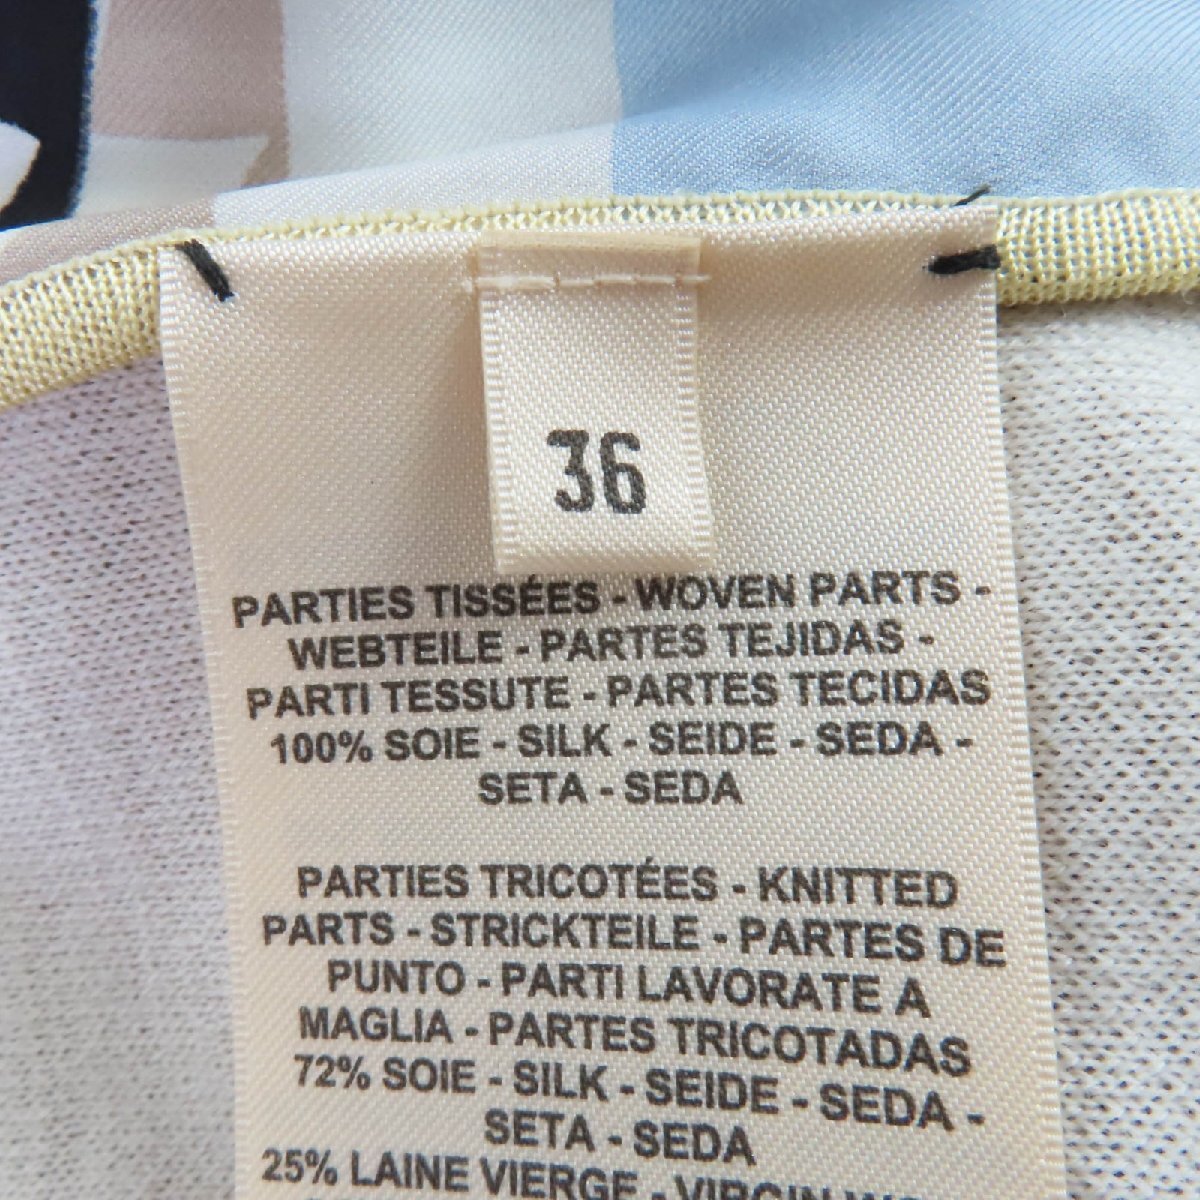 36
PARTIES TISSÉES - WOVEN PARTS -
WEBTEILE - PARTES TEJIDAS -
PARTI TESSUTE - PARTES TECIDAS
100% SOIE - SILK - SEIDE - SEDA -
SETA - SEDA
PARTIES TRICOTÉES - KNITTED
PARTS - STRICKTEILE - PARTES DE
PUNTO - PARTI LAVORATE A
MAGLIA - PARTES TRICOTADAS
72% SOIE - SILK - SEIDE - SEDA -
SETA - SEDA
25% LAINE VIERGE - VIRGIN